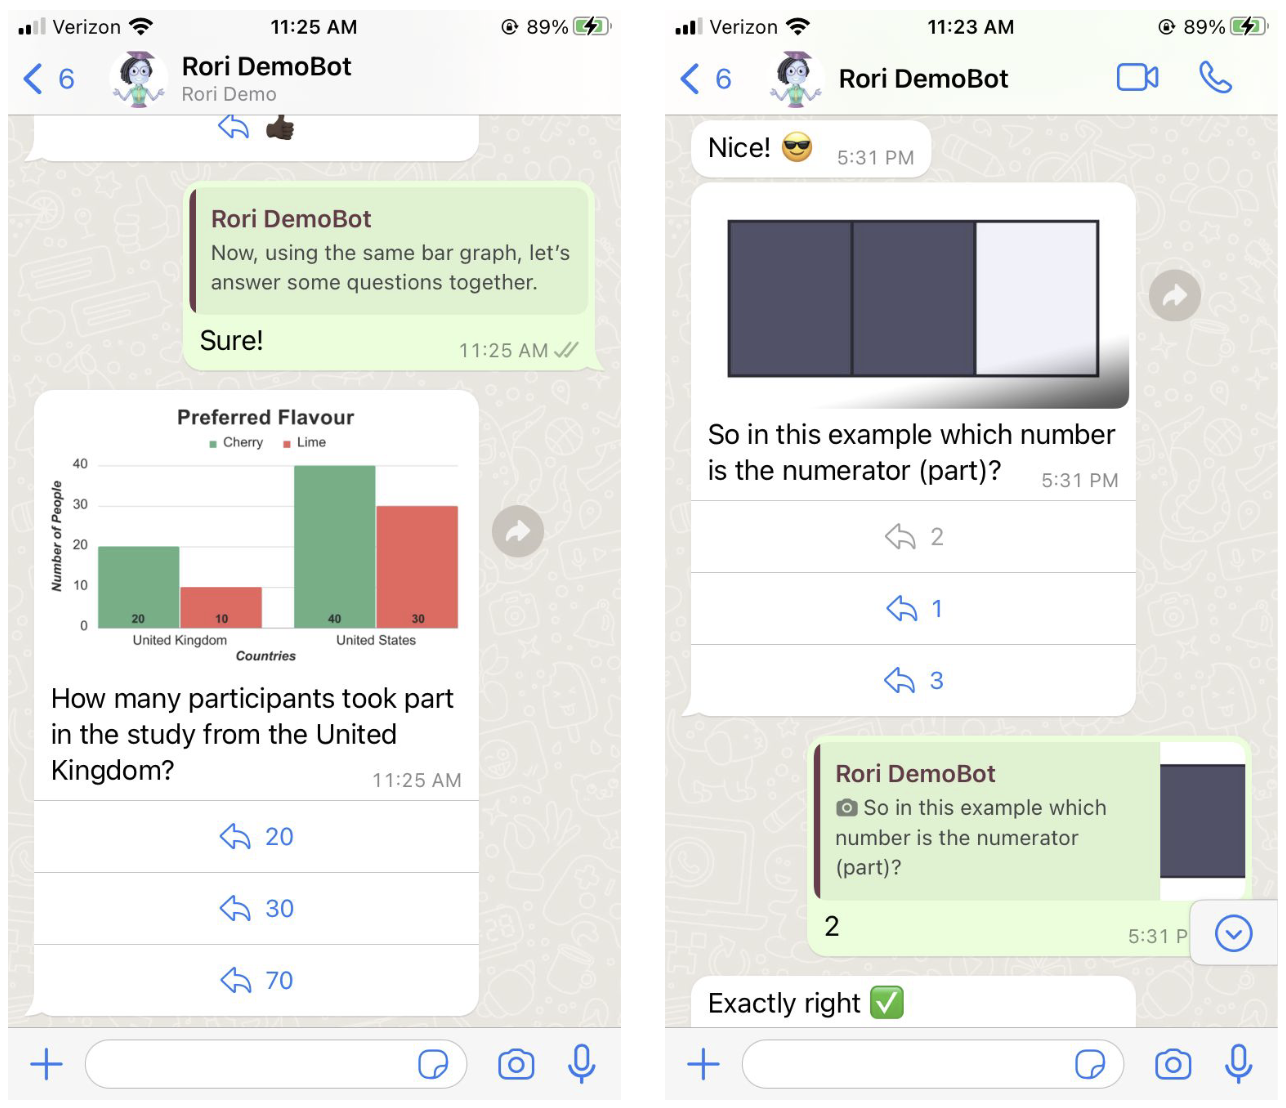 Verizon 11:25 AM 89%
6 Rori DemoBot
Rori Demo
Rori DemoBot
Now, using the same bar graph, let's
answer some questions together.
Sure!
11:25 AM
Preferred Flavour
Cherry Lime
Number of People
40
30
20
10
0
20 10 40 30
United Kingdom United States
Countries
How many participants took part
in the study from the United
Kingdom?
11:25 AM
20
30
70
Verizon 11:23 AM 89%
6 Rori DemoBot
Nice! 😎 5:31 PM
So in this example which number
is the numerator (part)? 5:31 PM
2
1
3
Rori DemoBot
So in this example which
number is the numerator
(part)?
2
5:31 P
Exactly right ✅